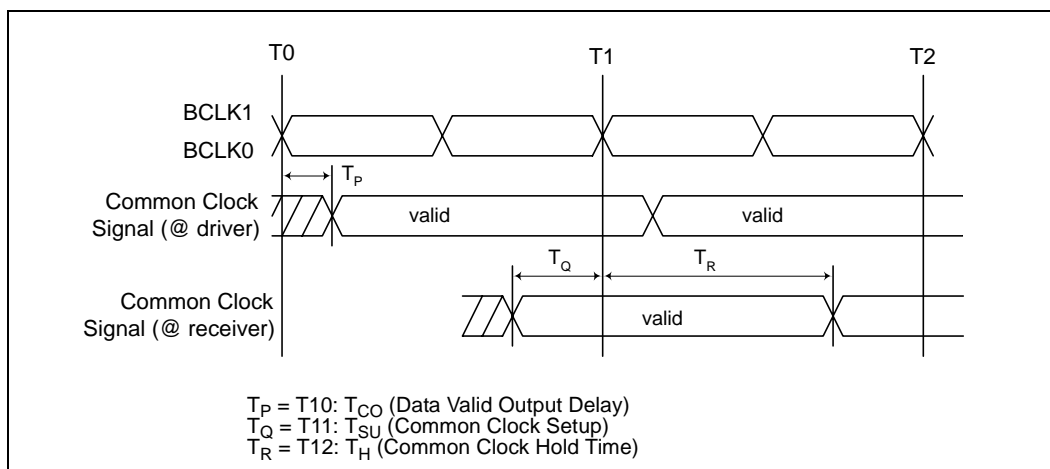 T0 T1 T2
BCLK1
BCLK0
TP
Common Clock
Signal (@ driver)
valid valid
TQ TR
Common Clock
Signal (@ receiver)
valid
TP = T10: TCO (Data Valid Output Delay)
TQ = T11: TSU (Common Clock Setup)
TR = T12: TH (Common Clock Hold Time)